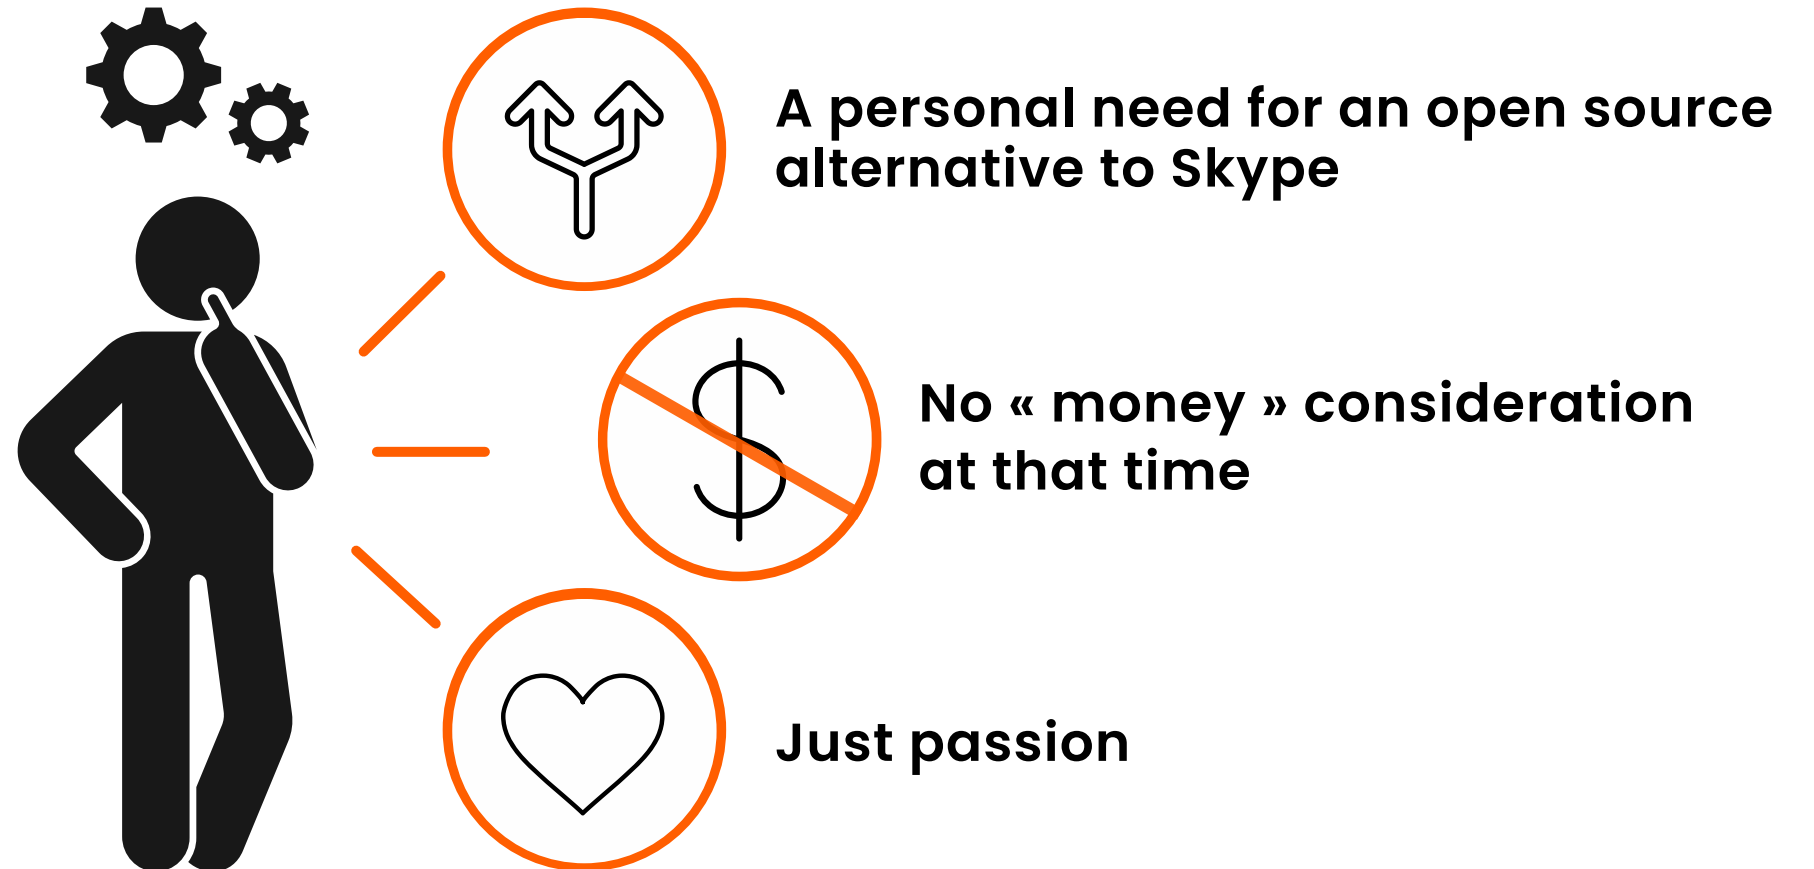 A personal need for an open source
alternative to Skype
No « money » consideration
at that time
Just passion